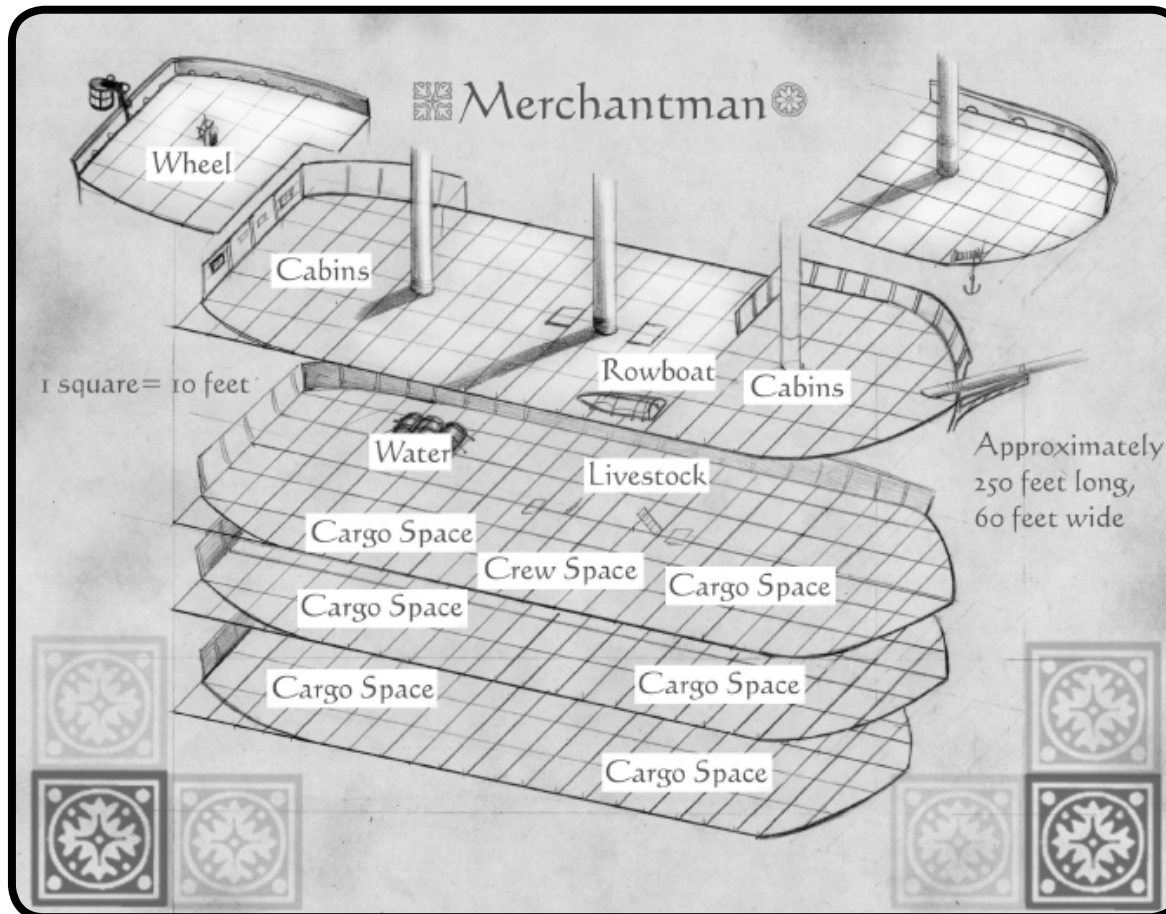 Merchantman
Wheel
Cabins
1 square= 10 feet
Rowboat
Cabins
Water
Livestock
Approximately
250 feet long,
60 feet wide
Cargo Space
Crew Space
Cargo Space
Cargo Space
Cargo Space
Cargo Space
Cargo Space